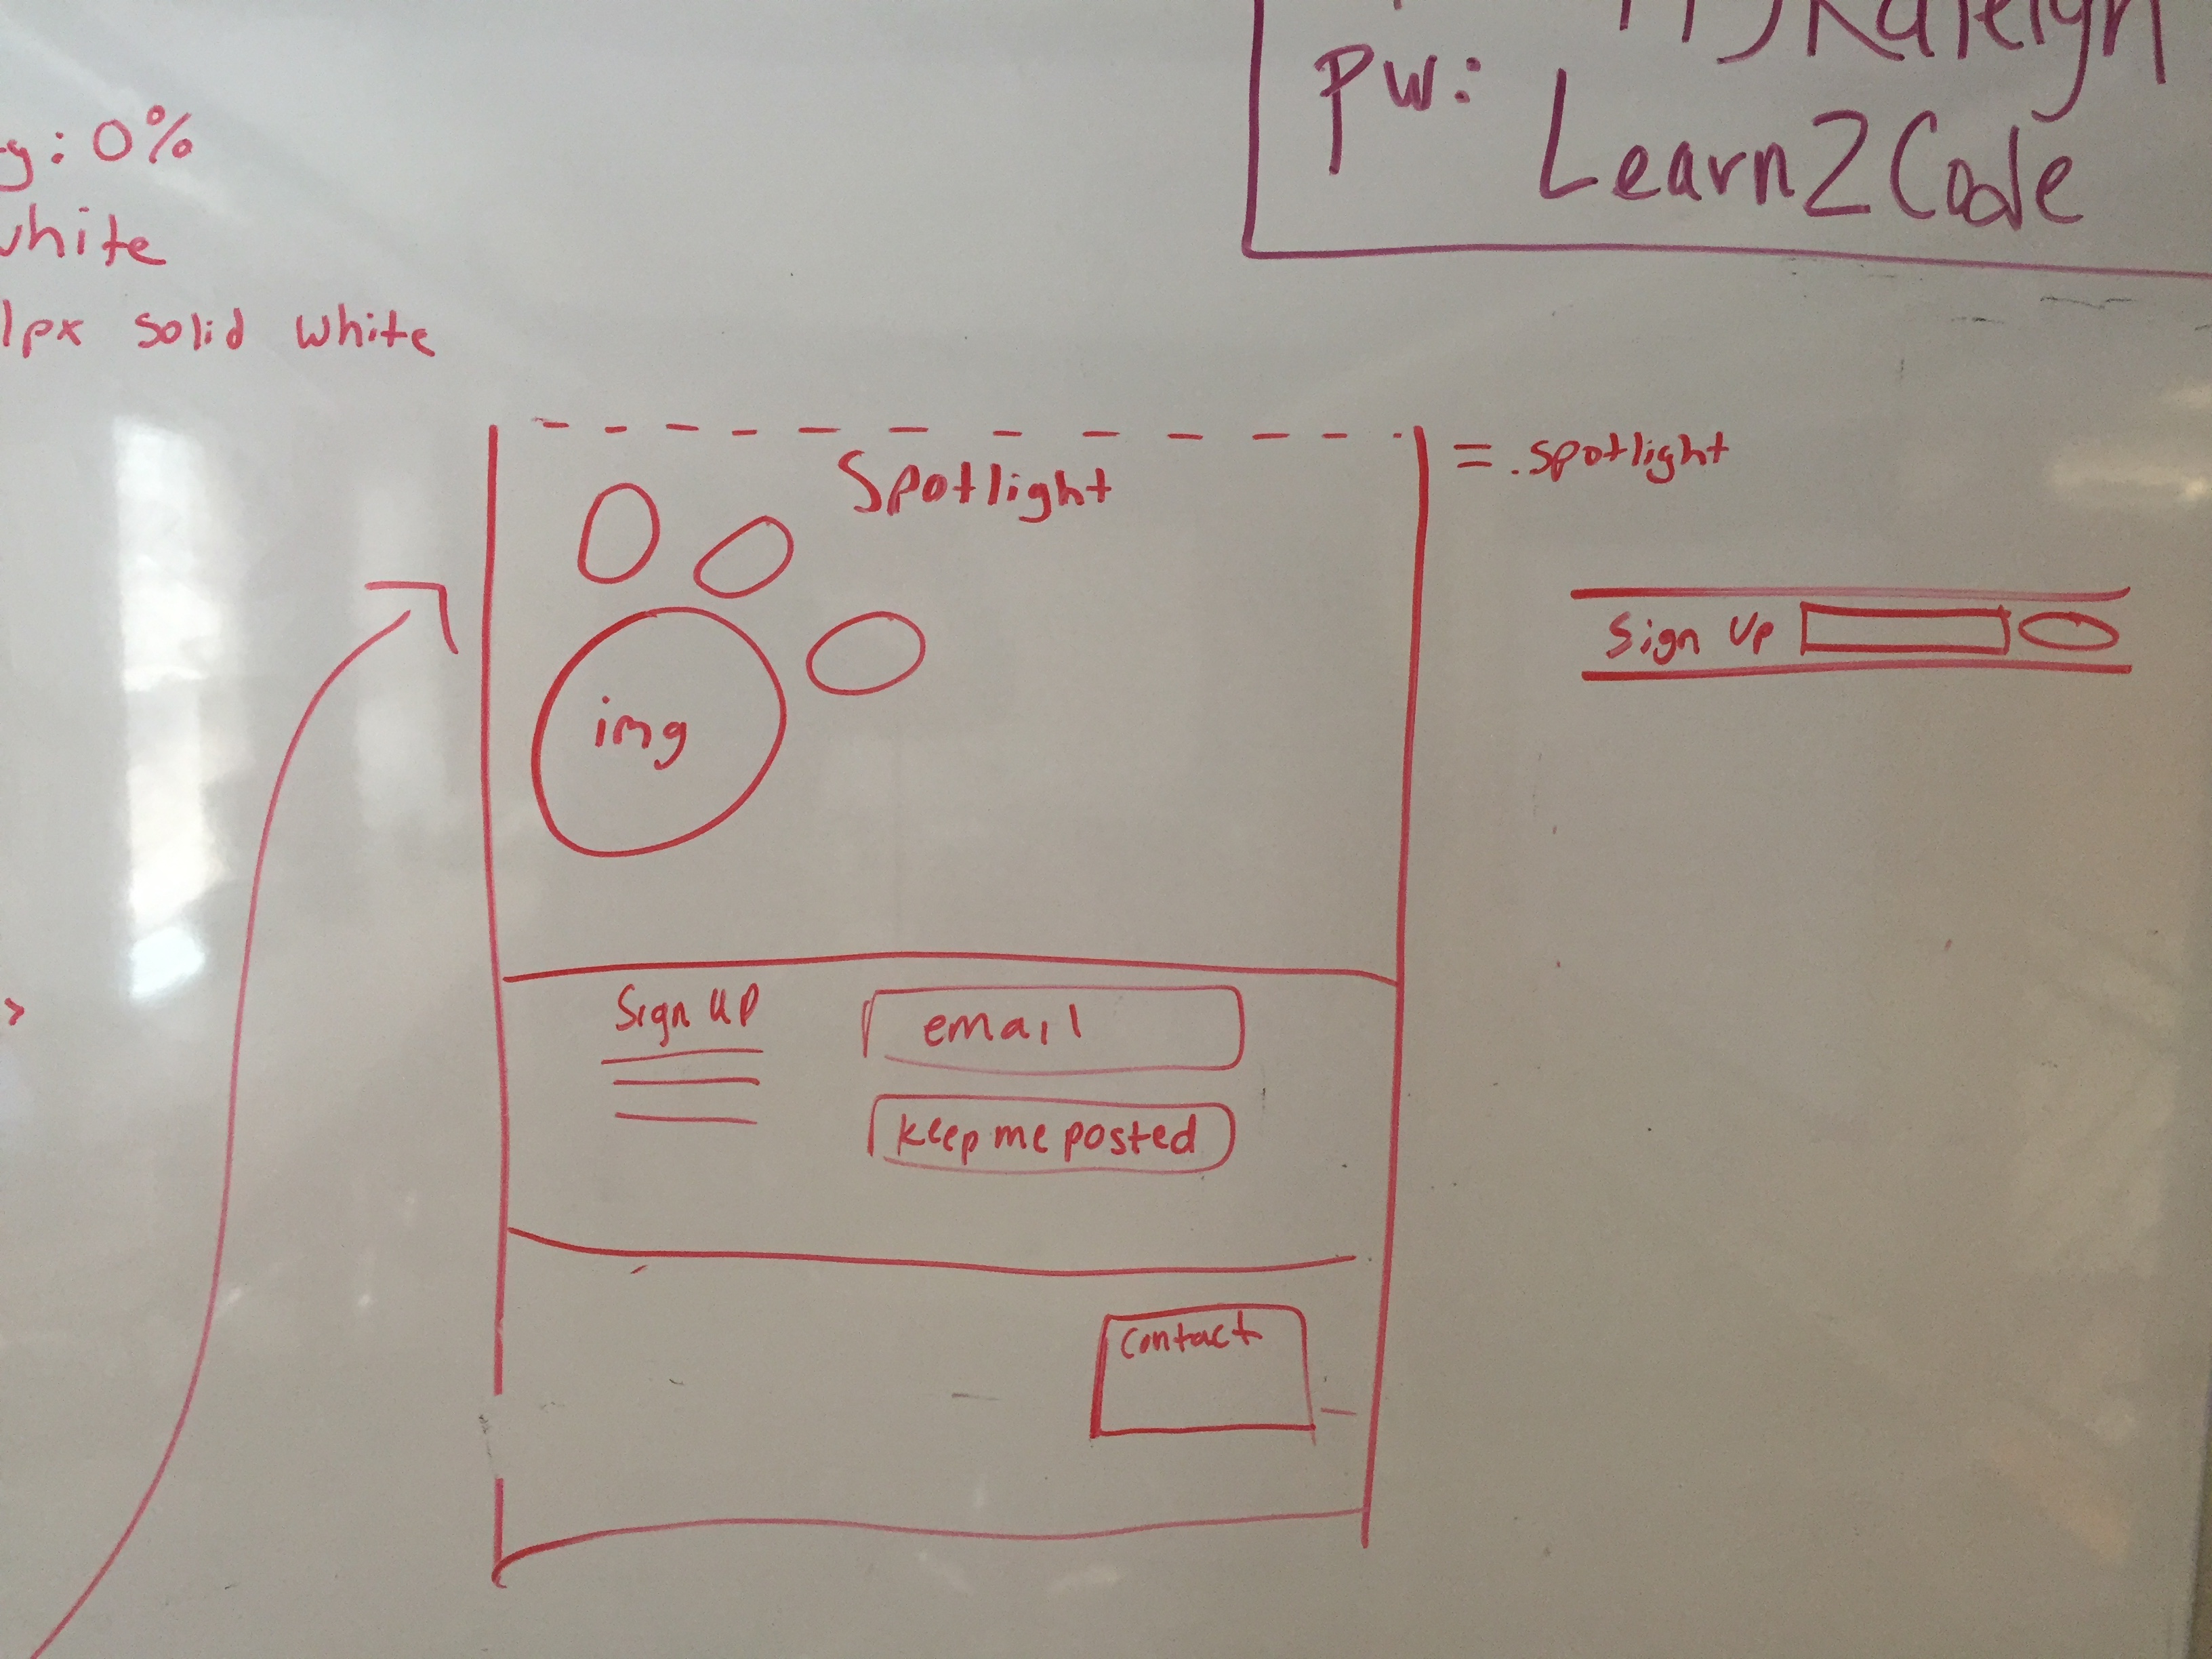 Raleigh
pw:
Learn2Code
g: 0%
white
1px solid white
Spotlight
= .spotlight
img
Sign Up
Sign UP
email
keep me posted
>
Contact